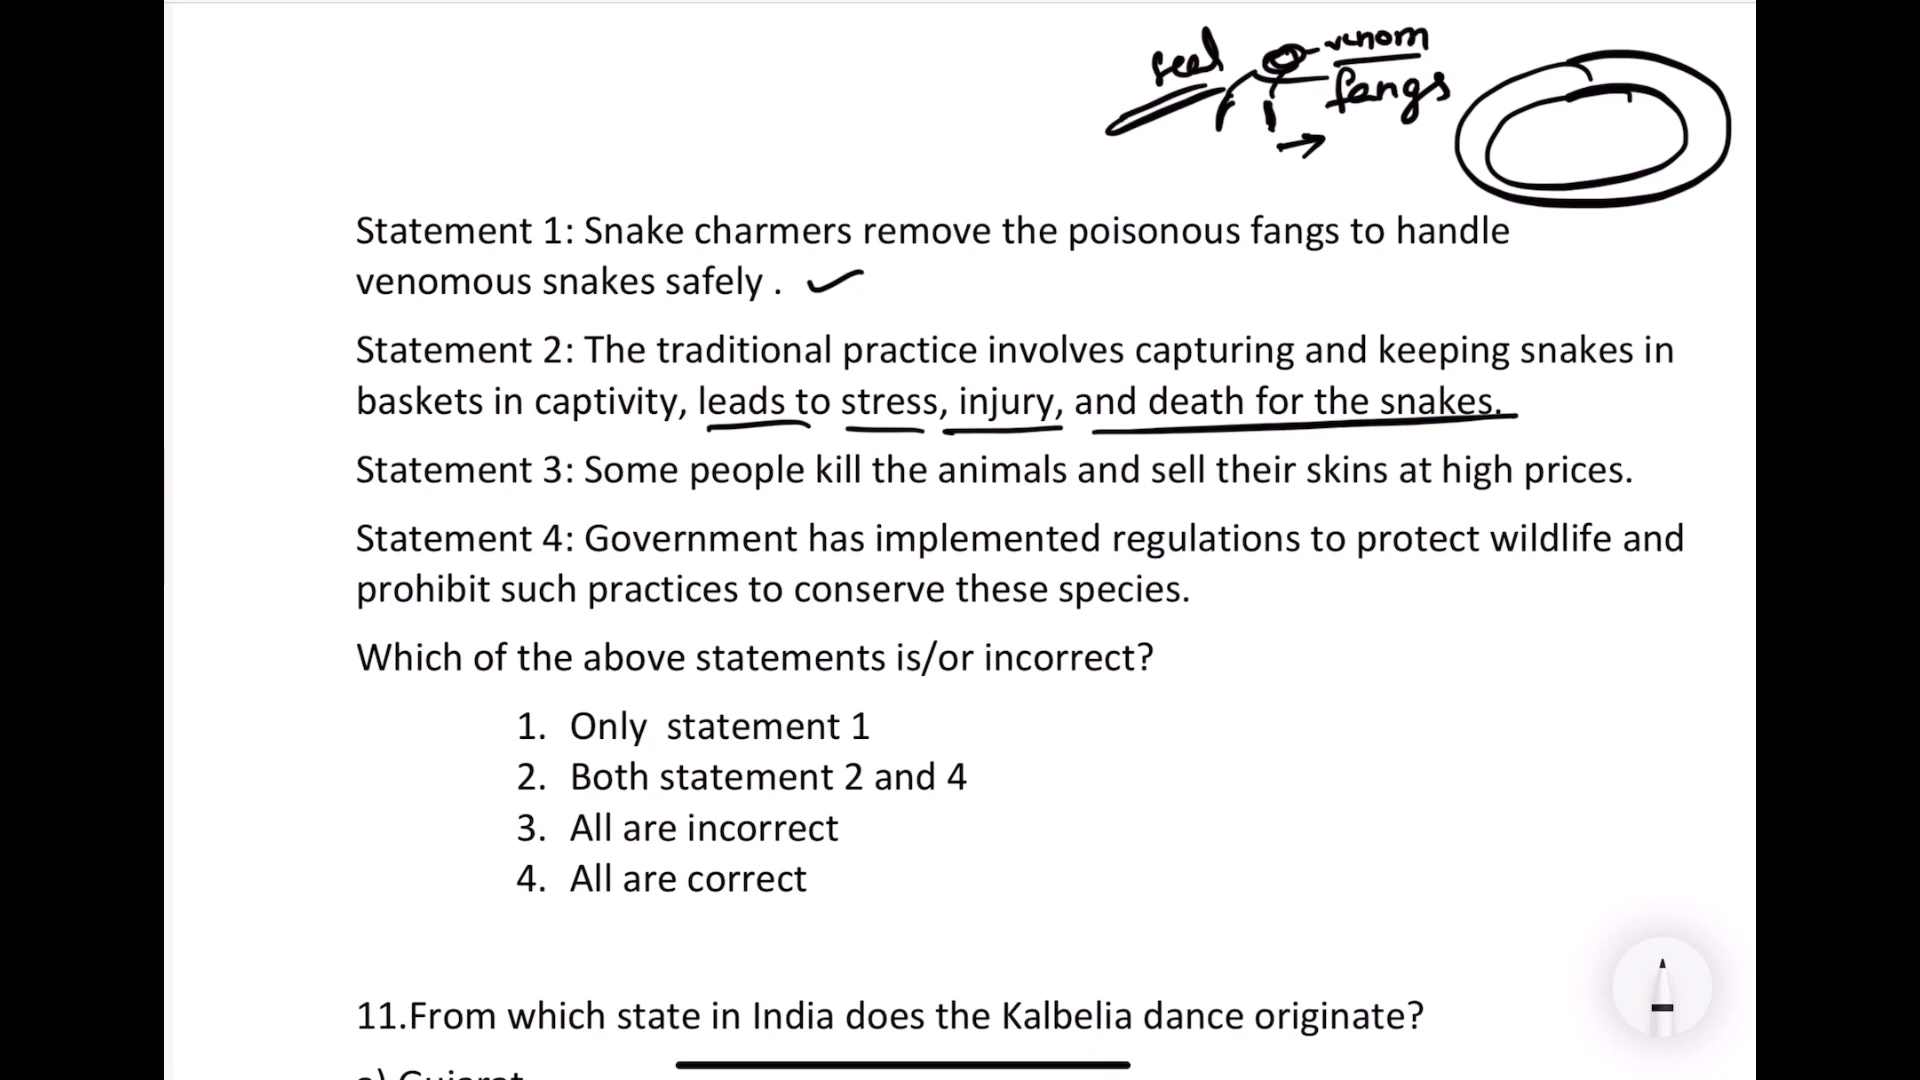 seal venom
fangs
Statement 1: Snake charmers remove the poisonous fangs to handle
venomous snakes safely .
Statement 2: The traditional practice involves capturing and keeping snakes in
baskets in captivity, leads to stress, injury, and death for the snakes.
Statement 3: Some people kill the animals and sell their skins at high prices.
Statement 4: Government has implemented regulations to protect wildlife and
prohibit such practices to conserve these species.
Which of the above statements is/or incorrect?
1. Only statement 1
2. Both statement 2 and 4
3. All are incorrect
4. All are correct
11.From which state in India does the Kalbelia dance originate?
a) Gujarat